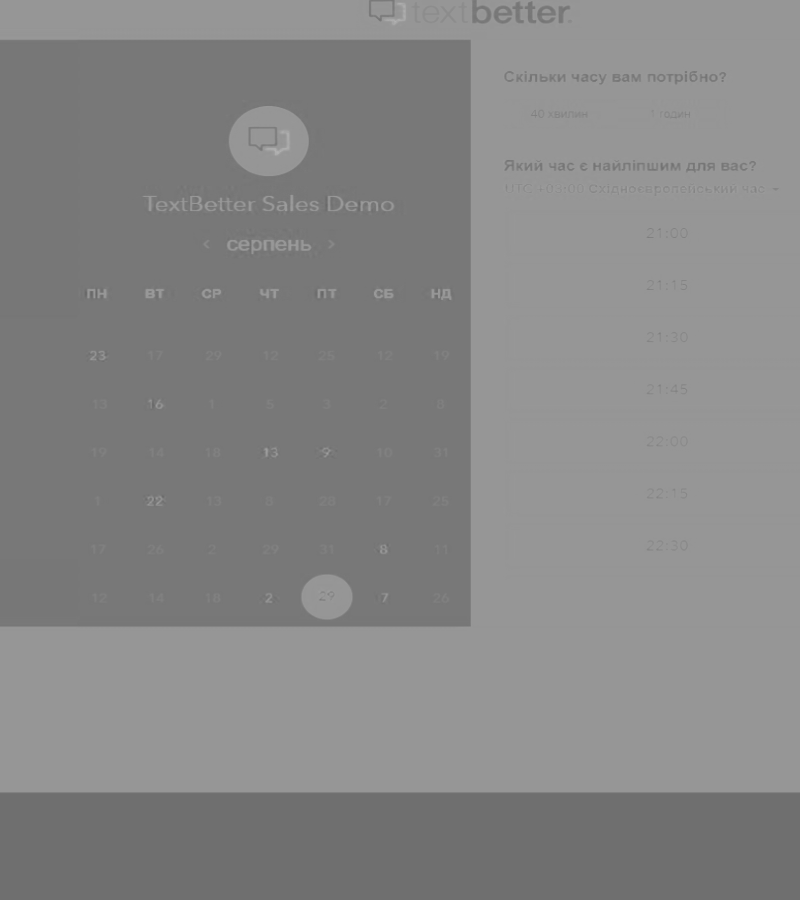 textbetter.
TextBetter Sales Demo
‹ серпень ›
ПН ВТ СР ЧТ ПТ СБ НД
23 17 29 12 25 12 19
13 16 1 5 3 2 8
19 14 18 13 9 10 31
1 22 13 8 28 17 25
17 26 2 29 31 8 11
12 14 18 2 29 7 26
Скільки часу вам потрібно?
40 хвилин 1 годин
Який час є найліпшим для вас?
UTC +03:00 Східноєвропейський час
21:00
21:15
21:30
21:45
22:00
22:15
22:30